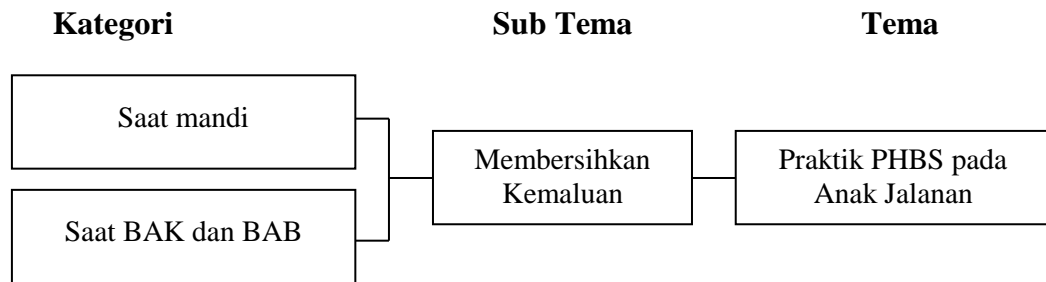 Kategori
Sub Tema
Tema
Saat mandi
Saat BAK dan BAB
Membersihkan
Kemaluan
Praktik PHBS pada
Anak Jalanan